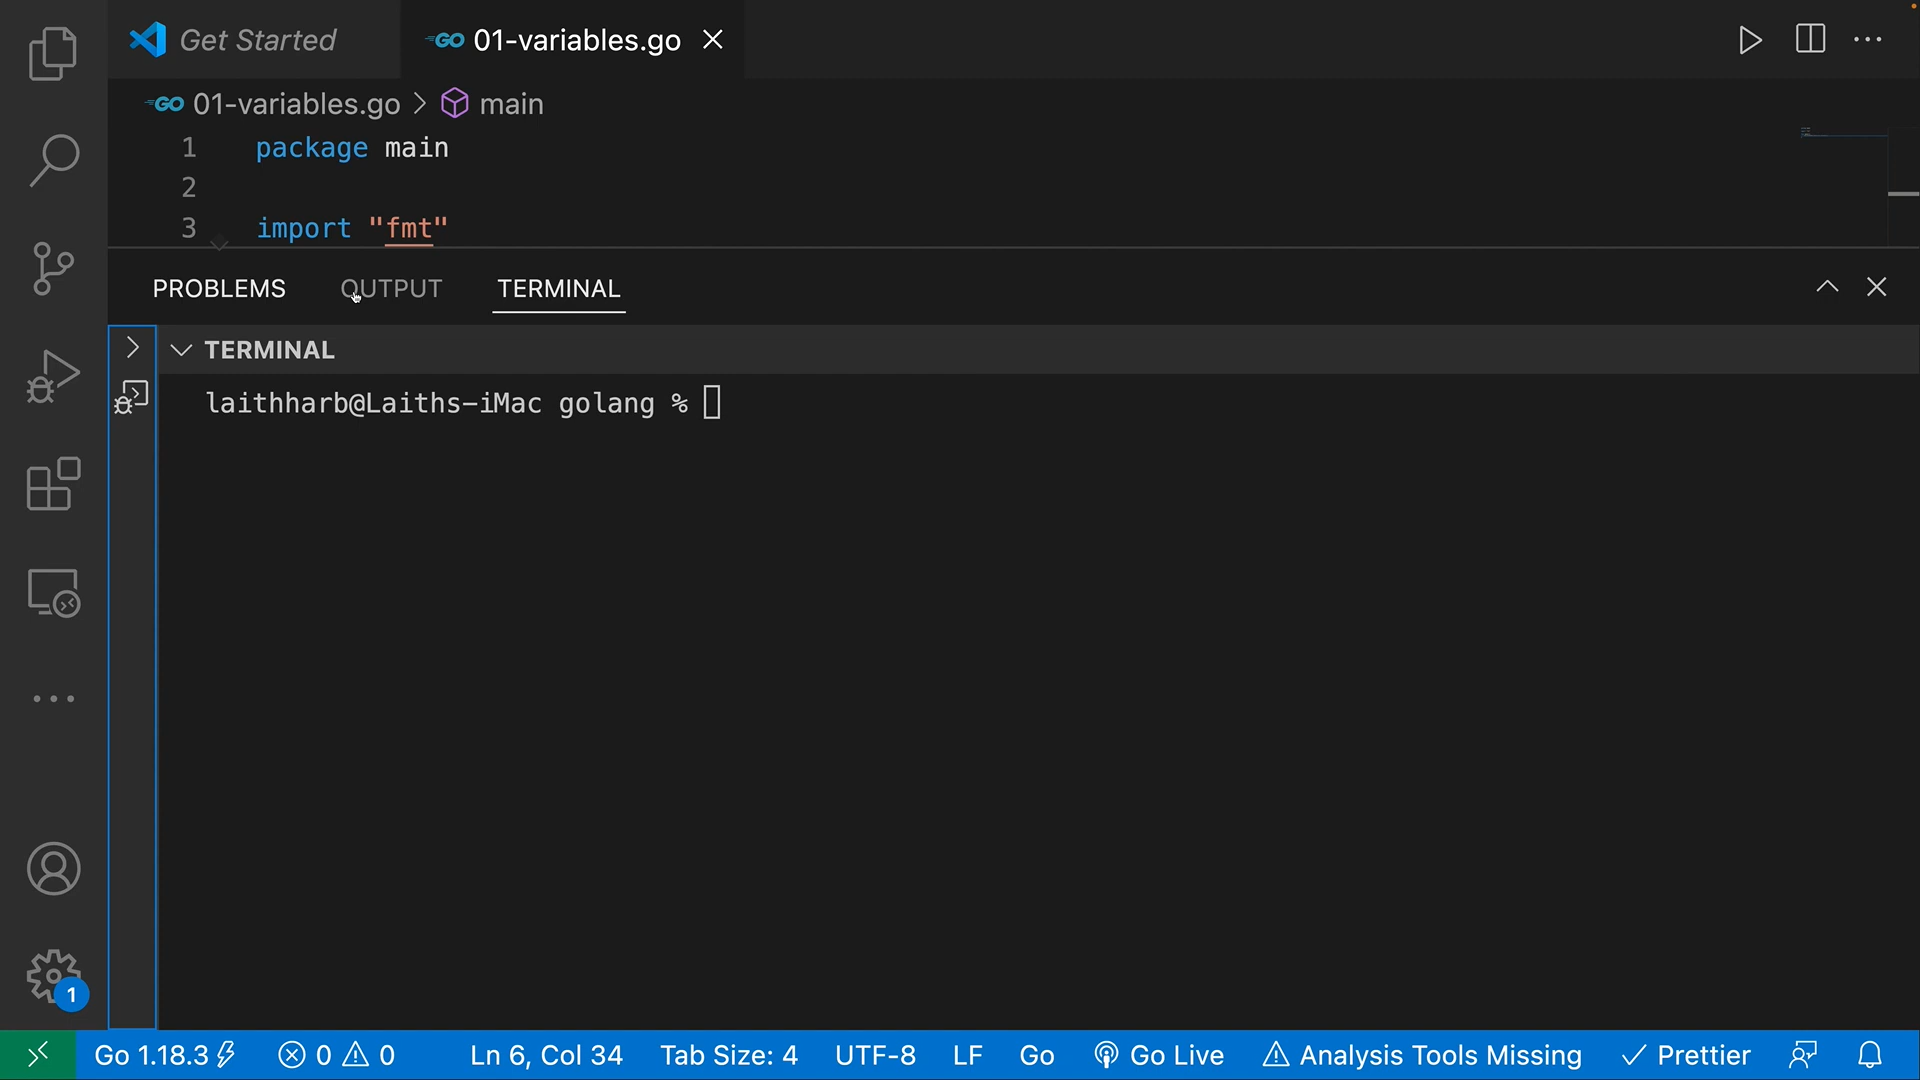 Get Started
GO 01-variables.go
GO 01-variables.go > main
1 package main
2
3 import "fmt"
PROBLEMS OUTPUT TERMINAL
TERMINAL
laithharb@Laiths-iMac golang %
1
Go 1.18.3 0 0 Ln 6, Col 34 Tab Size: 4 UTF-8 LF Go Go Live Analysis Tools Missing Prettier